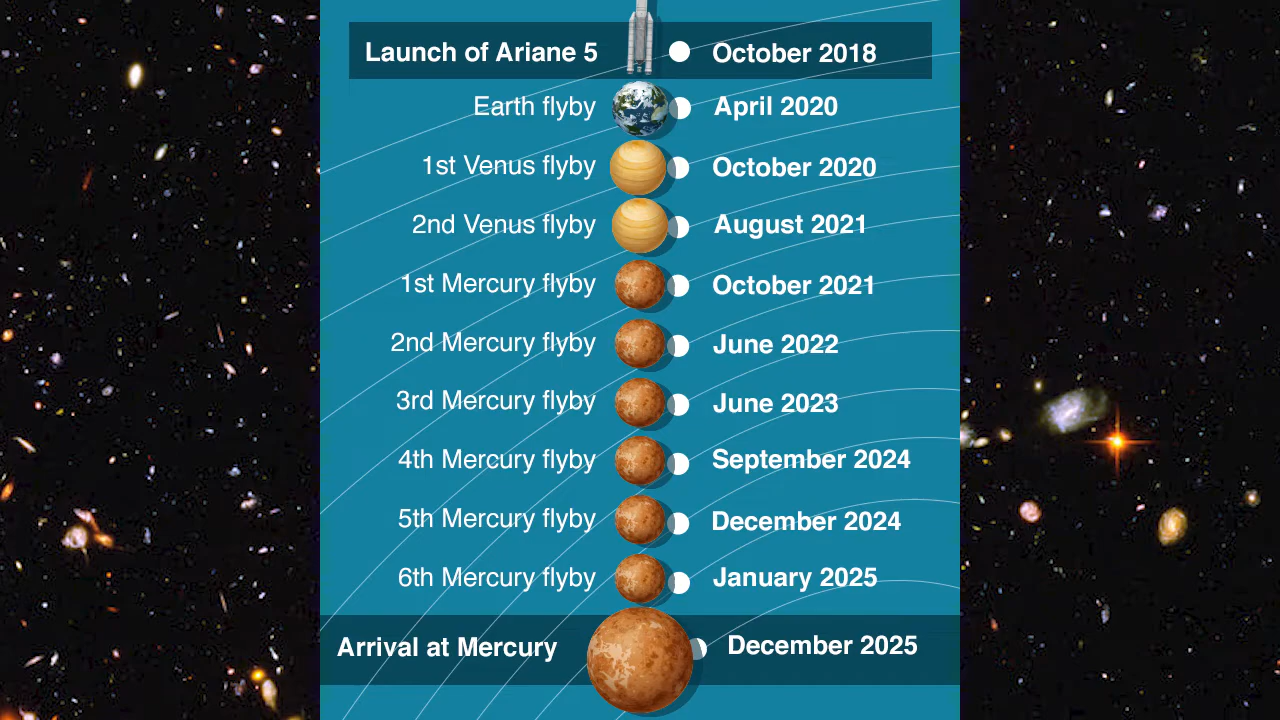 Launch of Ariane 5 October 2018
Earth flyby April 2020
1st Venus flyby October 2020
2nd Venus flyby August 2021
1st Mercury flyby October 2021
2nd Mercury flyby June 2022
3rd Mercury flyby June 2023
4th Mercury flyby September 2024
5th Mercury flyby December 2024
6th Mercury flyby January 2025
Arrival at Mercury December 2025